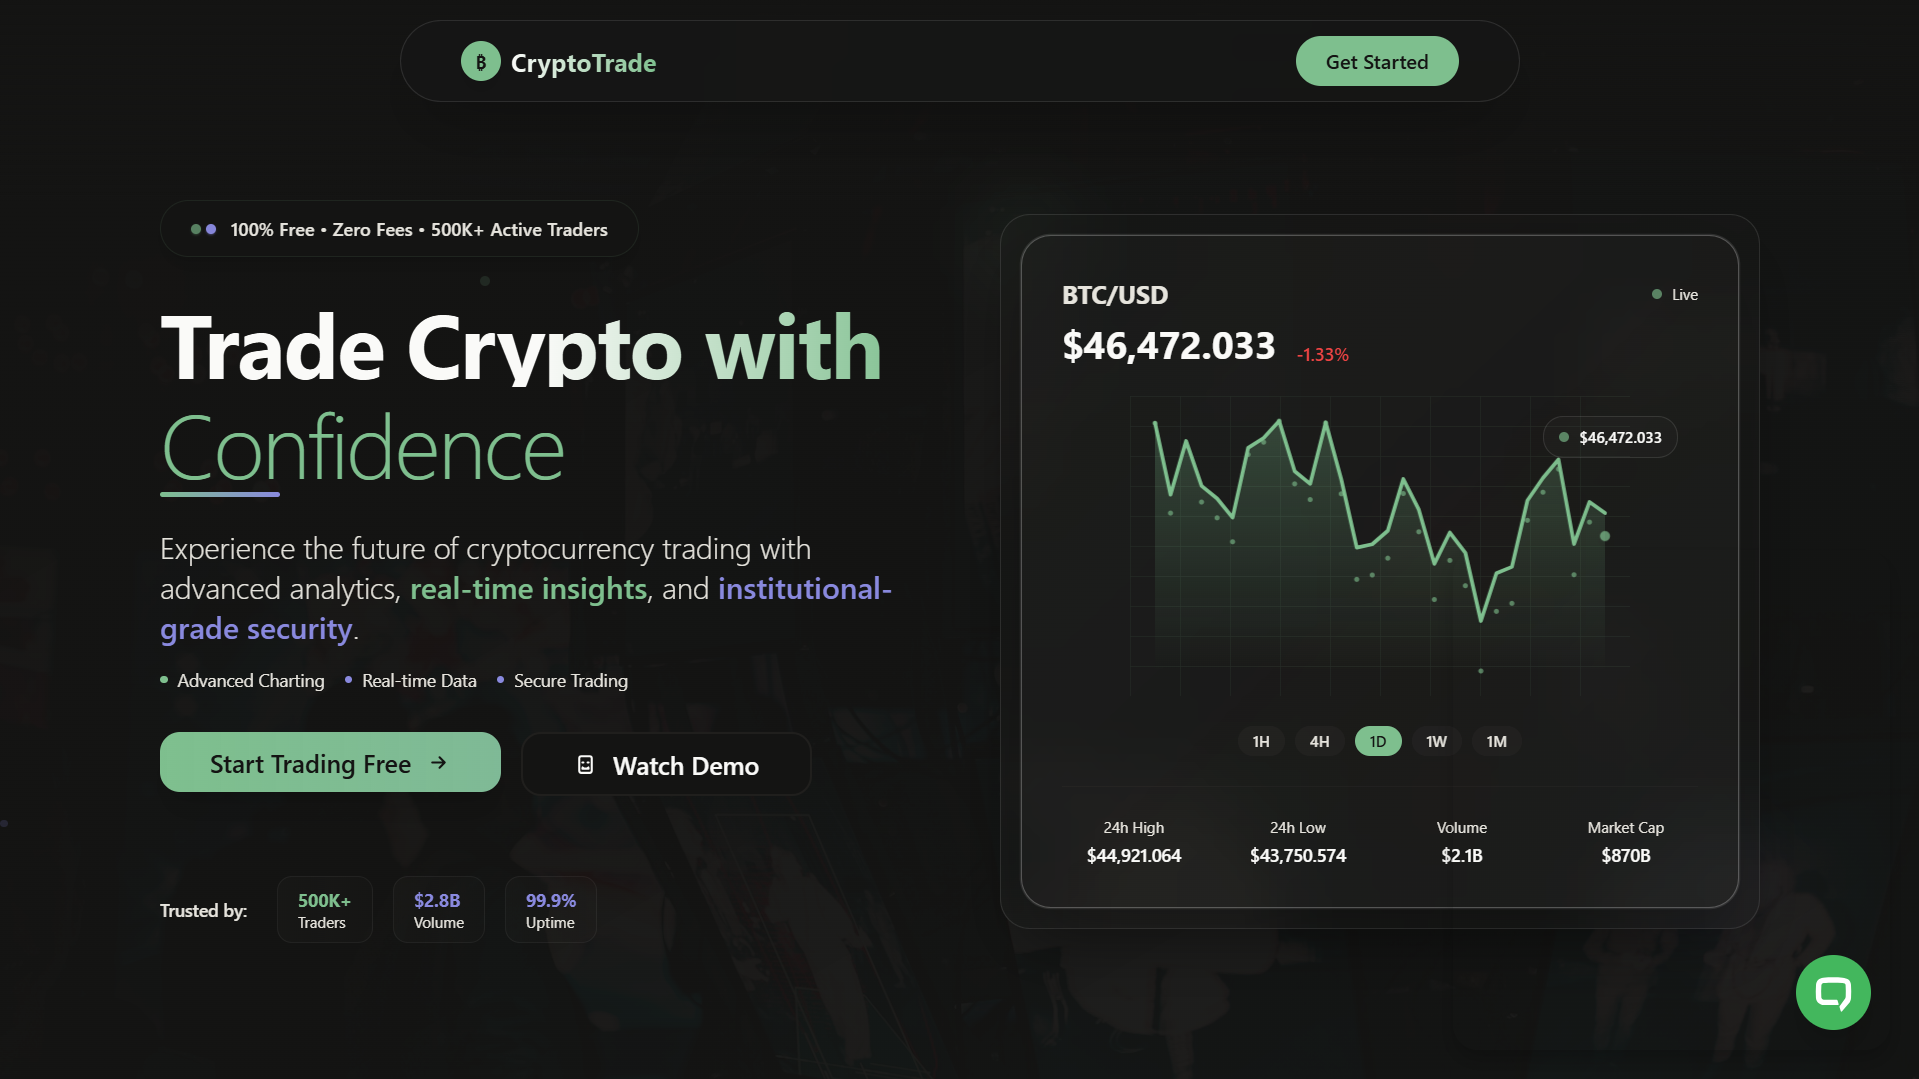 CryptoTrade
Get Started
100% Free • Zero Fees • 500K+ Active Traders
Trade Crypto with
Confidence
Experience the future of cryptocurrency trading with
advanced analytics, real-time insights, and institutional-
grade security.
Advanced Charting
Real-time Data
Secure Trading
Start Trading Free →
Watch Demo
Trusted by:
500K+
Traders
$2.8B
Volume
99.9%
Uptime
BTC/USD
Live
$46,472.033 -1.33%
$46,472.033
1H 4H 1D 1W 1M
24h High
$44,921.064
24h Low
$43,750.574
Volume
$2.1B
Market Cap
$870B